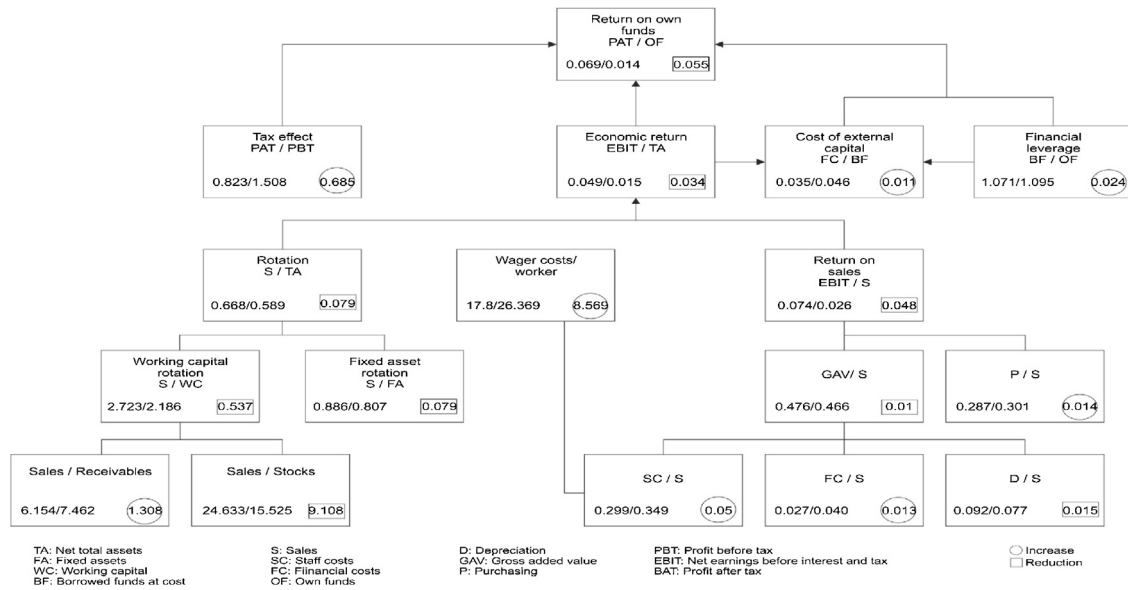 Return on own
funds
PAT / OF
0.069/0.014 0.055
Tax effect
PAT / PBT
0.823/1.508 0.685
Economic return
EBIT / TA
0.049/0.015 0.034
Cost of external
capital
FC / BF
0.035/0.046 0.011
Financial
leverage
BF / OF
1.071/1.095 0.024
Rotation
S / TA
0.668/0.589 0.079
Wager costs/
worker
17.8/26.369 8.569
Return on
sales
EBIT / S
0.074/0.026 0.048
Working capital
rotation
S / WC
2.723/2.186 0.537
Fixed asset
rotation
S / FA
0.886/0.807 0.079
GAV/ S
0.476/0.466 0.01
P / S
0.287/0.301 0.014
Sales / Receivables
6.154/7.462 1.308
Sales / Stocks
24.633/15.525 9.108
SC / S
0.299/0.349 0.05
FC / S
0.027/0.040 0.013
D / S
0.092/0.077 0.015
TA: Net total assets
FA: Fixed assets
WC: Working capital
BF: Borrowed funds at cost
S: Sales
SC: Staff costs
FC: Fiinancial costs
OF: Own funds
D: Depreciation
GAV: Gross added value
P: Purchasing
PBT: Profit before tax
EBIT: Net earnings before interest and tax
BAT: Profit after tax
Increase
Reduction